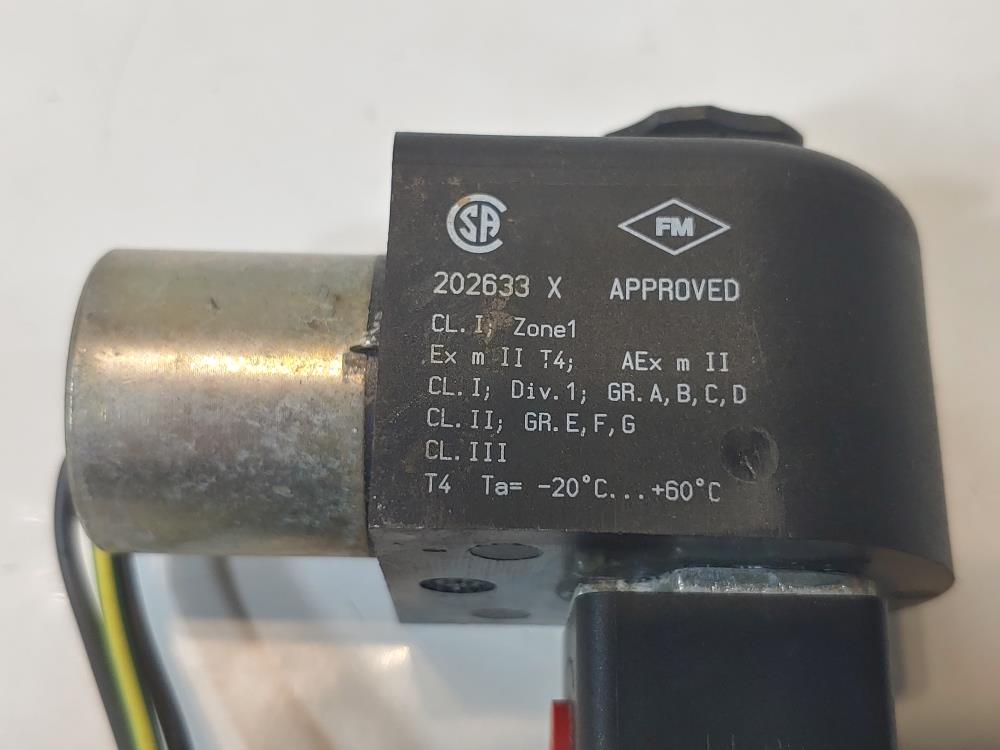 CSA FM
202633 X APPROVED
CL.I; Zone1
Ex m II T4; AEx m II
CL.I; Div.1; GR.A,B,C,D
CL.II; GR.E,F,G
CL.III
T4 Ta= -20°C...+60°C